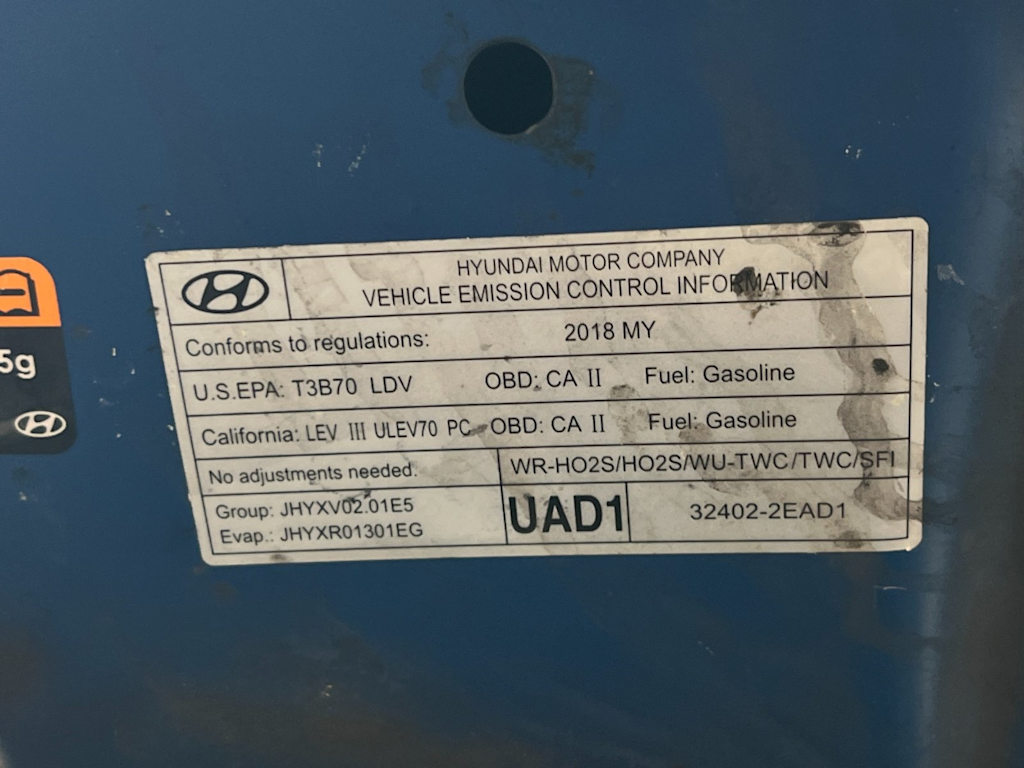 HYUNDAI MOTOR COMPANY
VEHICLE EMISSION CONTROL INFORMATION
Conforms to regulations: 2018 MY
U.S.EPA: T3B70 LDV OBD: CA II Fuel: Gasoline
California: LEV III ULEV70 PC OBD: CA II Fuel: Gasoline
No adjustments needed. WR-HO2S/HO2S/WU-TWC/TWC/SFI
Group: JHYXV02.01E5
Evap.: JHYXR01301EG
UAD1 32402-2EAD1
5g